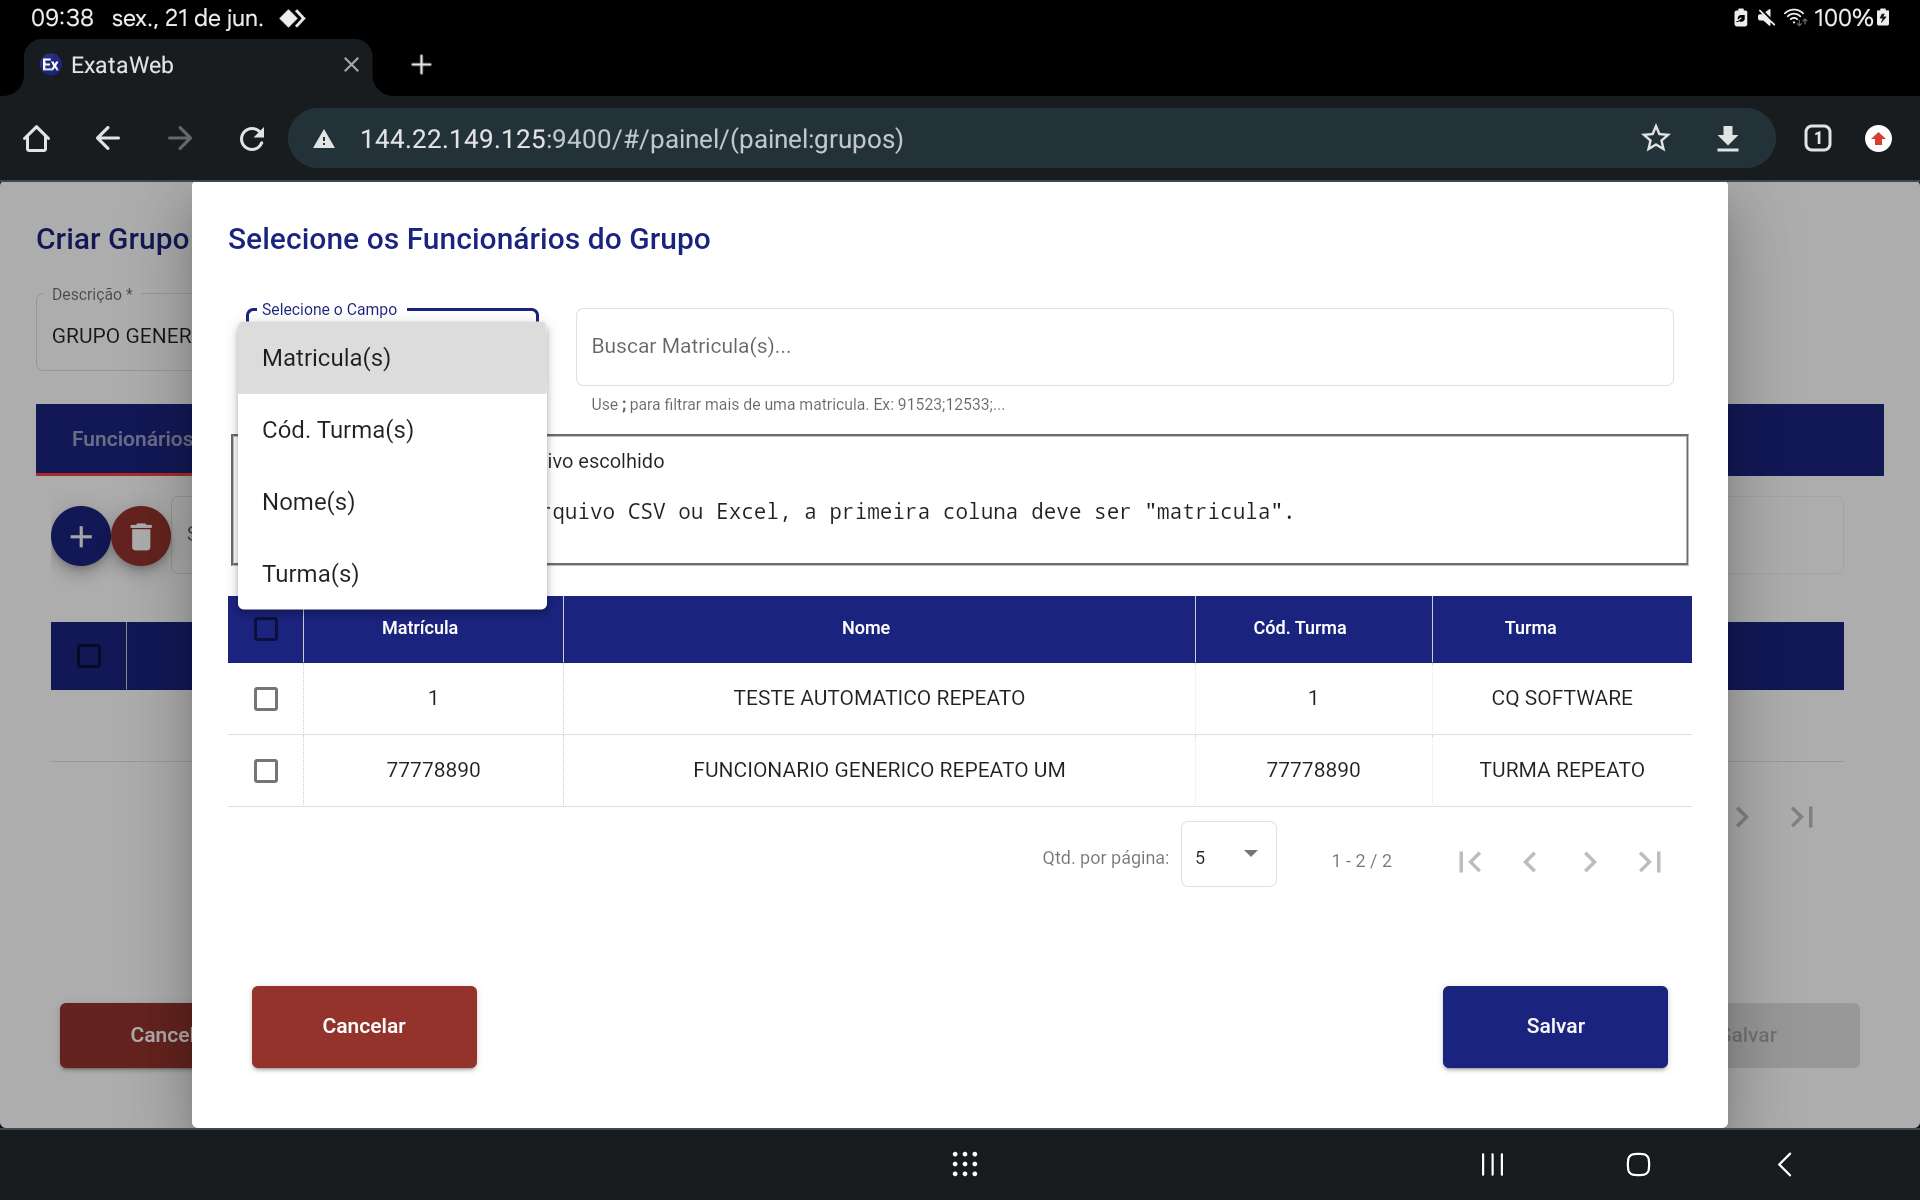 09:38 sex., 21 de jun. 100%
Ex ExataWeb
144.22.149.125:9400/#/painel/(painel:grupos) 1
Criar Grupo
Selecione os Funcionários do Grupo
Descrição *
GRUPO GENER
Selecione o Campo
Matricula(s)
Cód. Turma(s)
Nome(s)
Turma(s)
Buscar Matricula(s)...
Use ; para filtrar mais de uma matricula. Ex: 91523;12533;...
Funcionários
ivo escolhido
rquivo CSV ou Excel, a primeira coluna deve ser "matricula".
Matrícula Nome Cód. Turma Turma
1 TESTE AUTOMATICO REPEATO 1 CQ SOFTWARE
77778890 FUNCIONARIO GENERICO REPEATO UM 77778890 TURMA REPEATO
Qtd. por página: 5 1 - 2 / 2
Cancelar Salvar
Cancel alvar